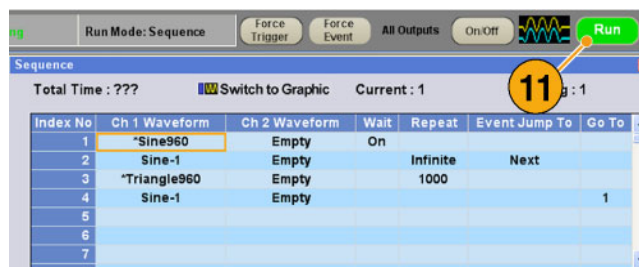 ng Run Mode: Sequence Force Trigger Force Event All Outputs On/Off Run
Sequence
Total Time : ??? Switch to Graphic Current : 1 11 g : 1
Index No Ch 1 Waveform Ch 2 Waveform Wait Repeat Event Jump To Go To
1 *Sine960 Empty On
2 Sine-1 Empty Infinite Next
3 *Triangle960 Empty 1000
4 Sine-1 Empty 1
5
6
7